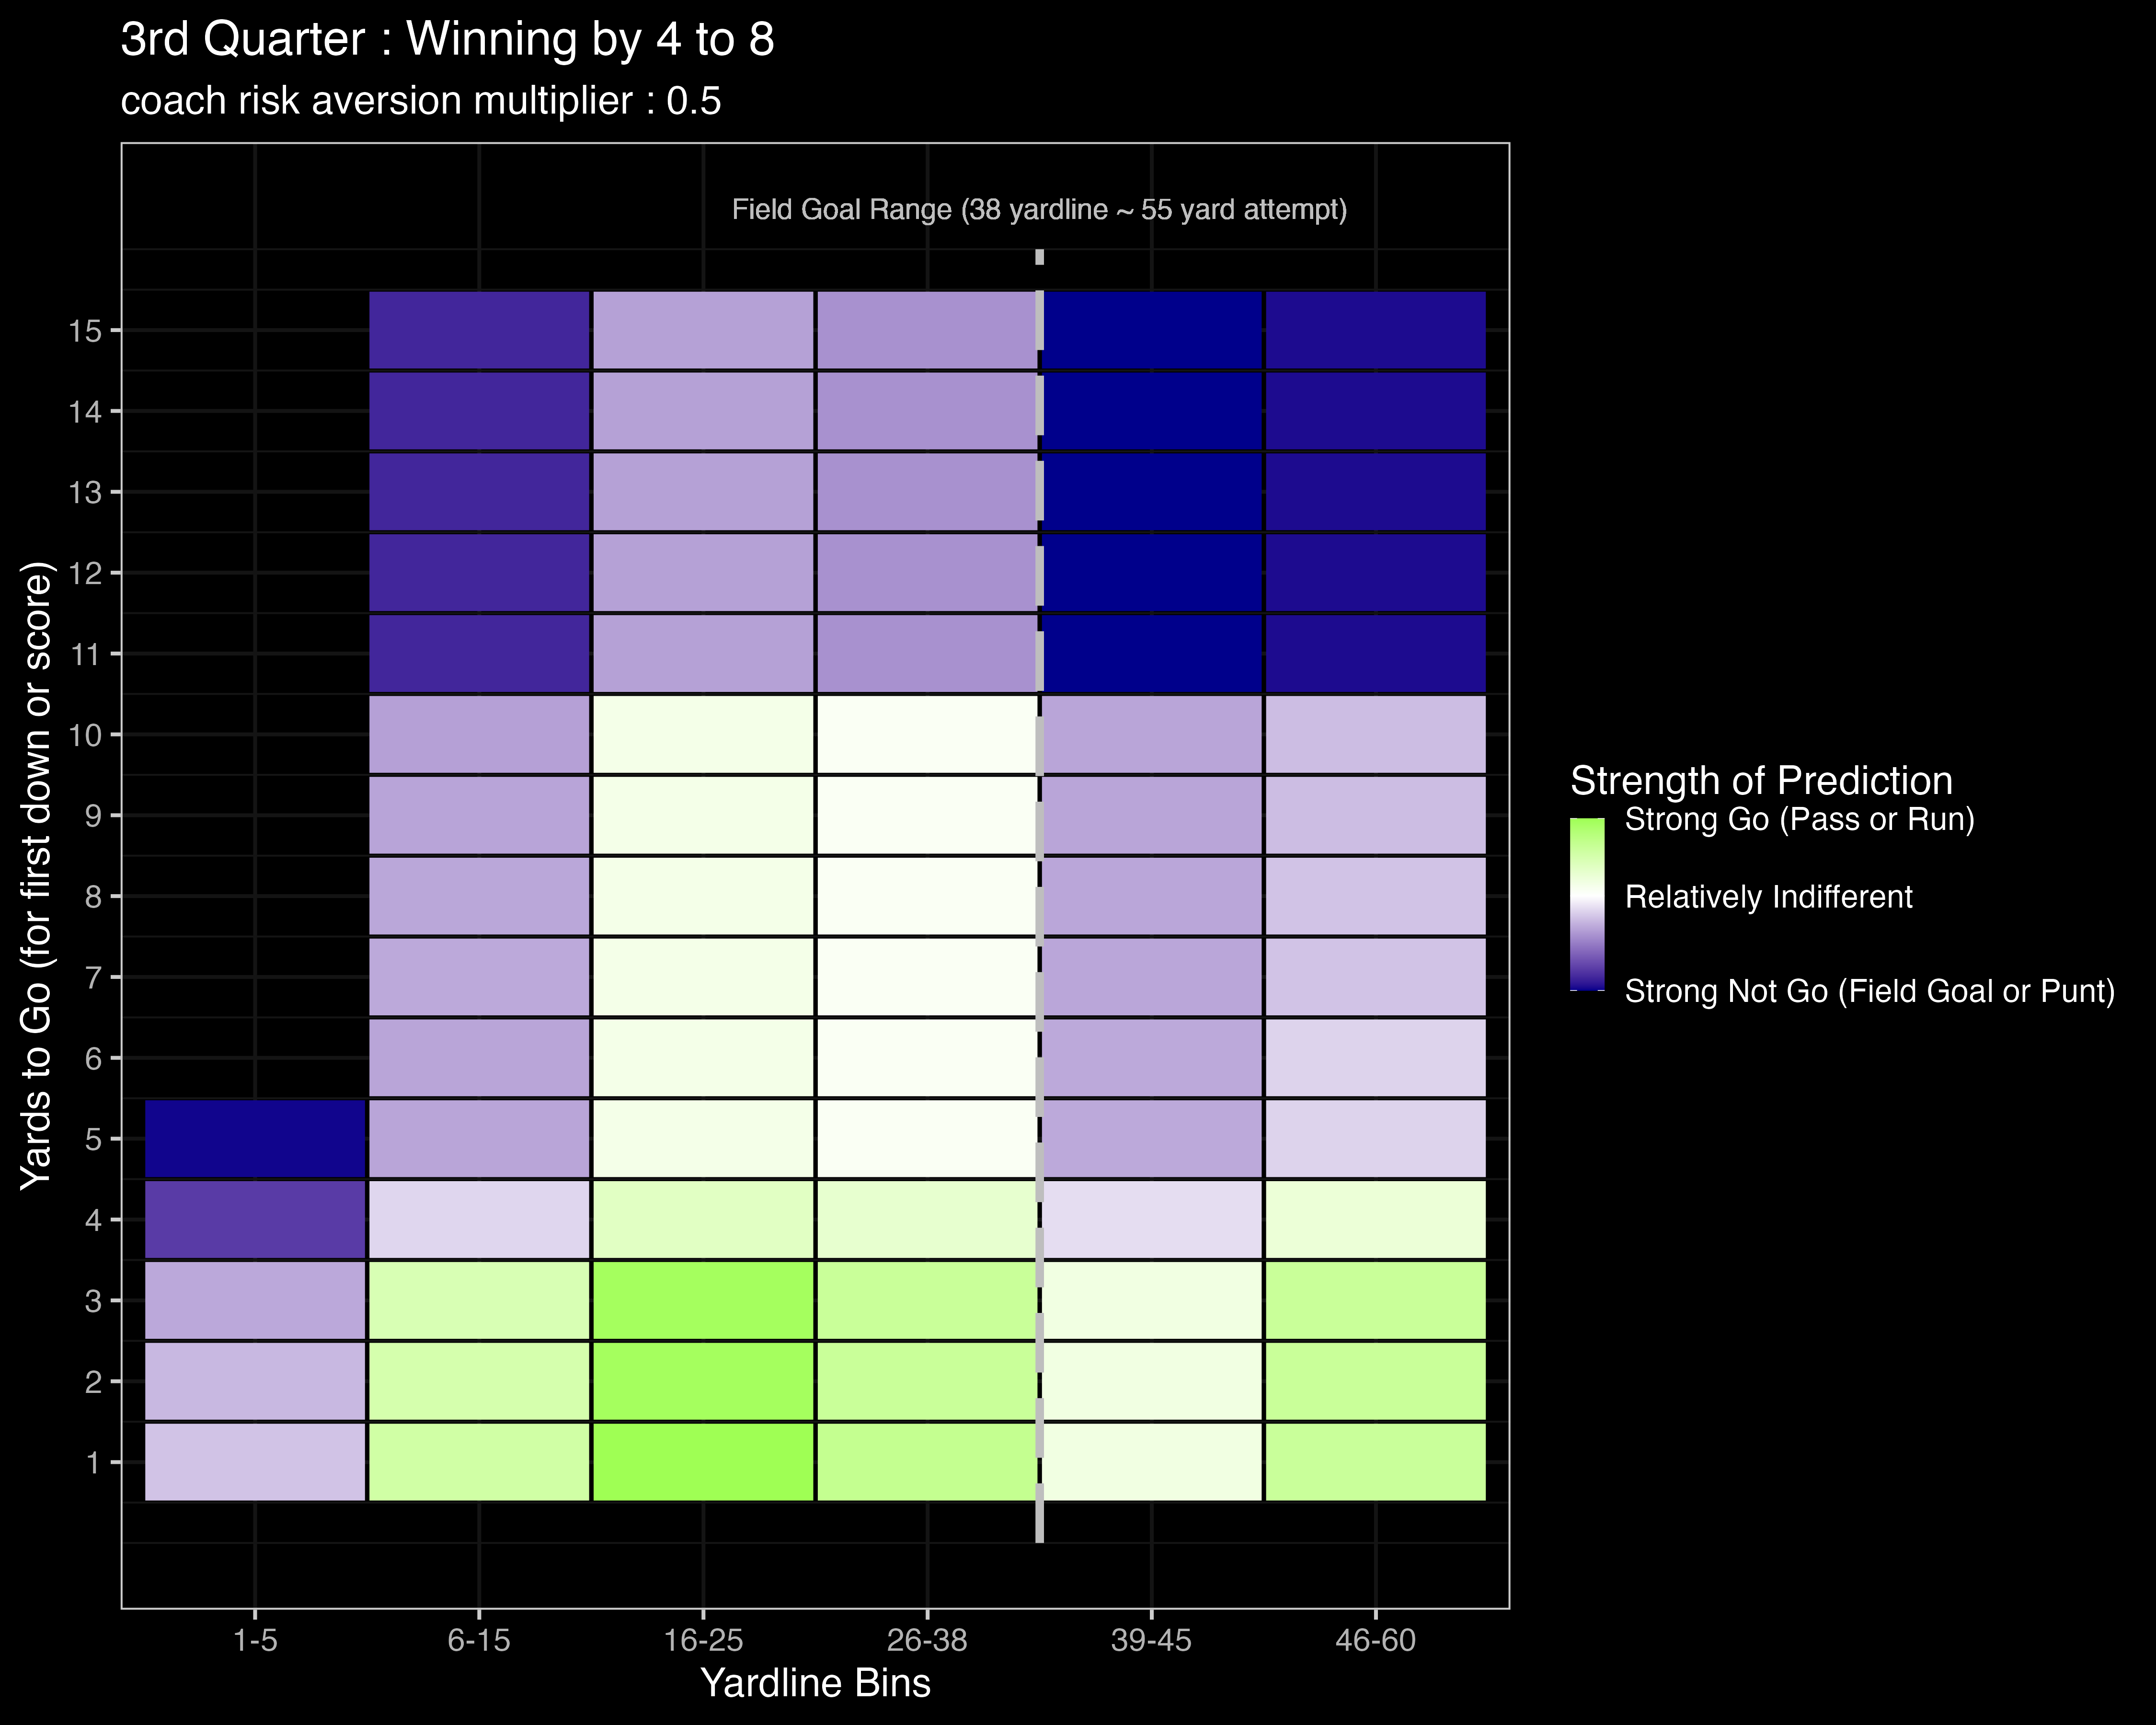 3rd Quarter : Winning by 4 to 8
coach risk aversion multiplier : 0.5
Field Goal Range (38 yardline ~ 55 yard attempt)
Yards to Go (for first down or score)
15
14
13
12
11
10
9
8
7
6
5
4
3
2
1
1-5
6-15
16-25
26-38
39-45
46-60
Yardline Bins
Strength of Prediction
Strong Go (Pass or Run)
Relatively Indifferent
Strong Not Go (Field Goal or Punt)